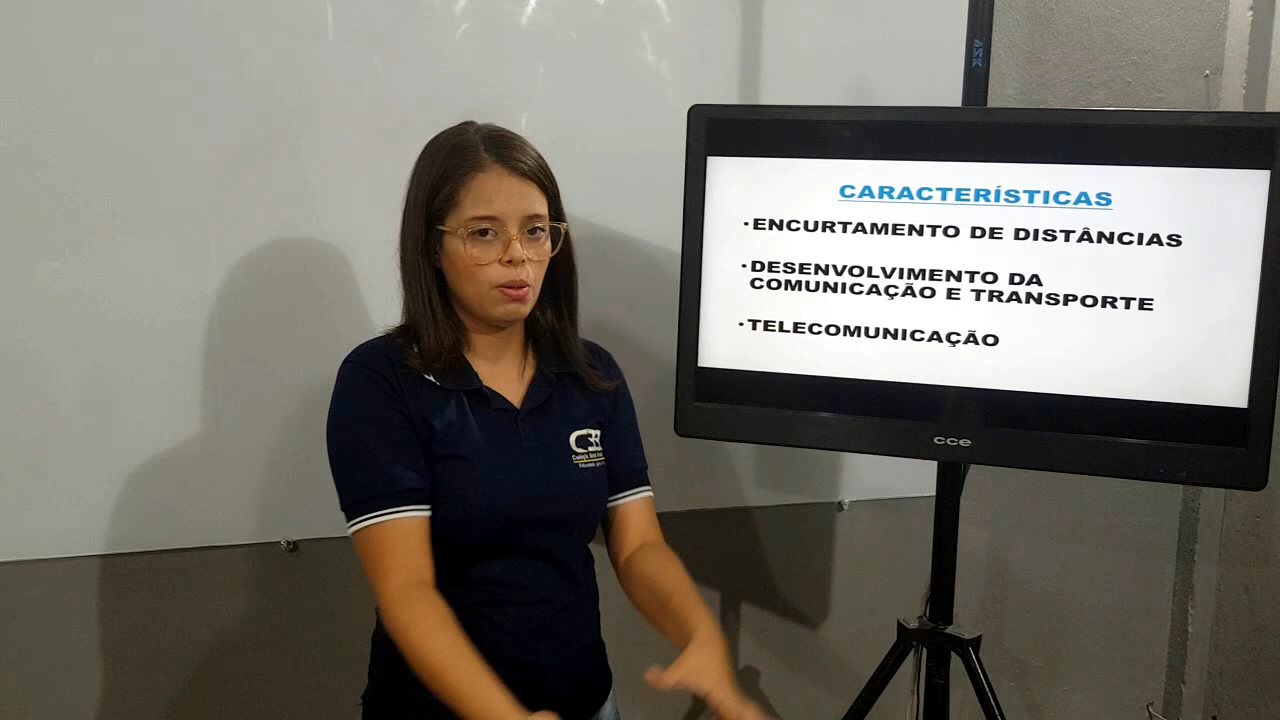 CARACTERÍSTICAS
•ENCURTAMENTO DE DISTÂNCIAS
•DESENVOLVIMENTO DA
COMUNICAÇÃO E TRANSPORTE
•TELECOMUNICAÇÃO
cce